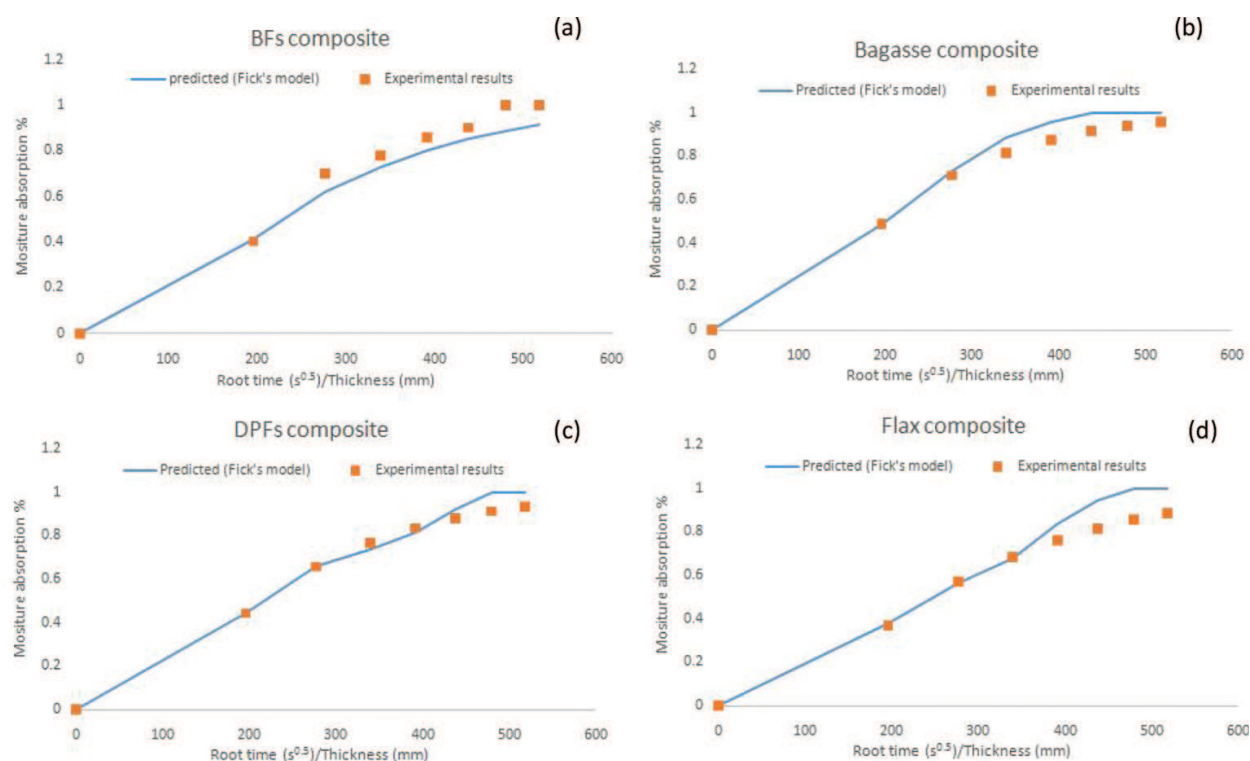 BFs composite
(a)
1.2
predicted (Fick's model)
Experimental results
1
0.8
0.6
0.4
0.2
0
Mositure absorption %
0 100 200 300 400 500 600
Root time (s^0.5)/Thickness (mm)
Bagasse composite
(b)
1.2
Predicted (Fick's model)
Experimental results
1
0.8
0.6
0.4
0.2
0
Mositure absorption %
0 100 200 300 400 500 600
Root time (s^0.5)/Thickness (mm)
DPFs composite
(c)
1.2
Predicted (Fick's model)
Experimental results
1
0.8
0.6
0.4
0.2
0
Mositure absorption %
0 100 200 300 400 500 600
Root time (s^0.5)/Thickness (mm)
Flax composite
(d)
1.2
Predicted (Fick's model)
Experimental results
1
0.8
0.6
0.4
0.2
0
Mositure absorption %
0 100 200 300 400 500 600
Root time (s^0.5)/Thickness (mm)